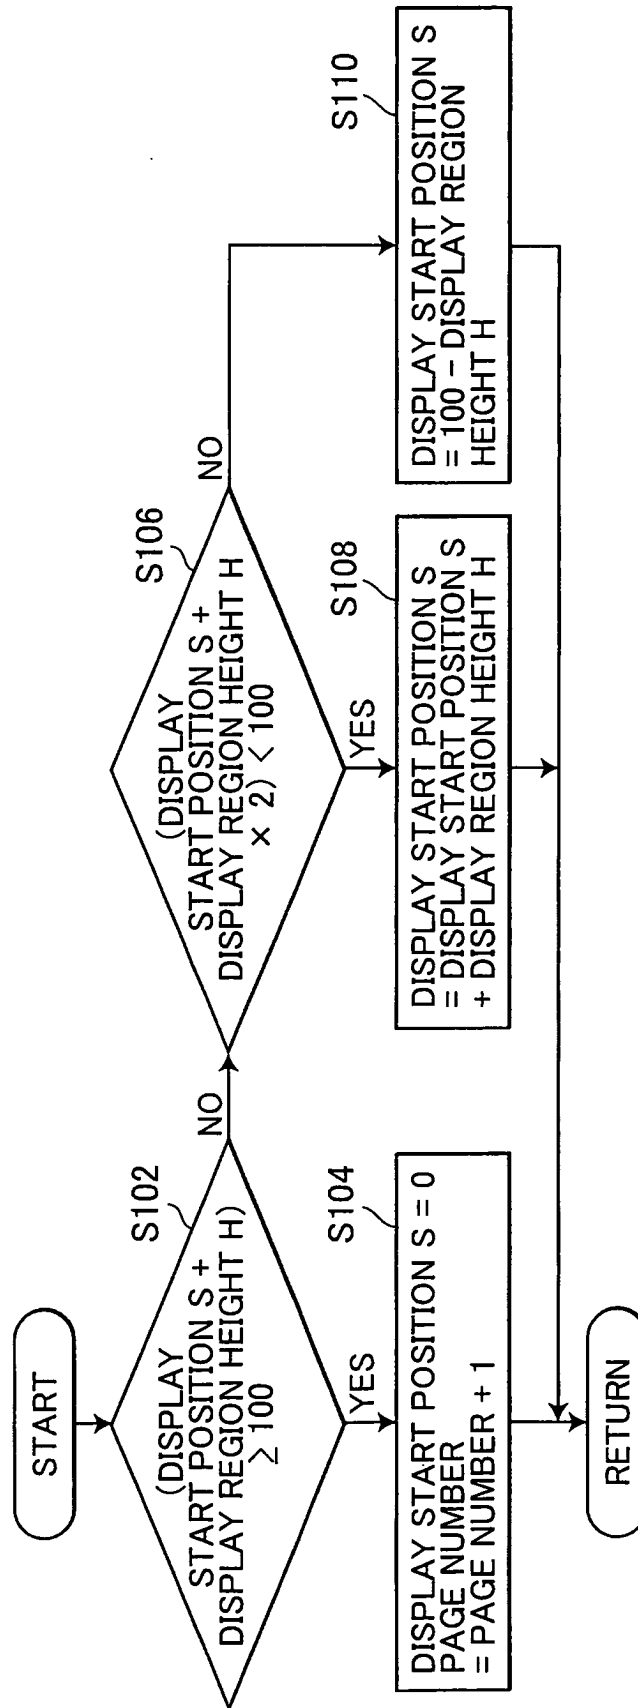 START
S102
(DISPLAY
START POSITION S +
DISPLAY REGION HEIGHT H)
≥ 100
NO
YES
S104
DISPLAY START POSITION S = 0
PAGE NUMBER
= PAGE NUMBER + 1
S106
(DISPLAY
START POSITION S +
DISPLAY REGION HEIGHT H
× 2) < 100
NO
YES
S108
DISPLAY START POSITION S
= DISPLAY START POSITION S
+ DISPLAY REGION HEIGHT H
S110
DISPLAY START POSITION S
= 100 – DISPLAY REGION
HEIGHT H
RETURN